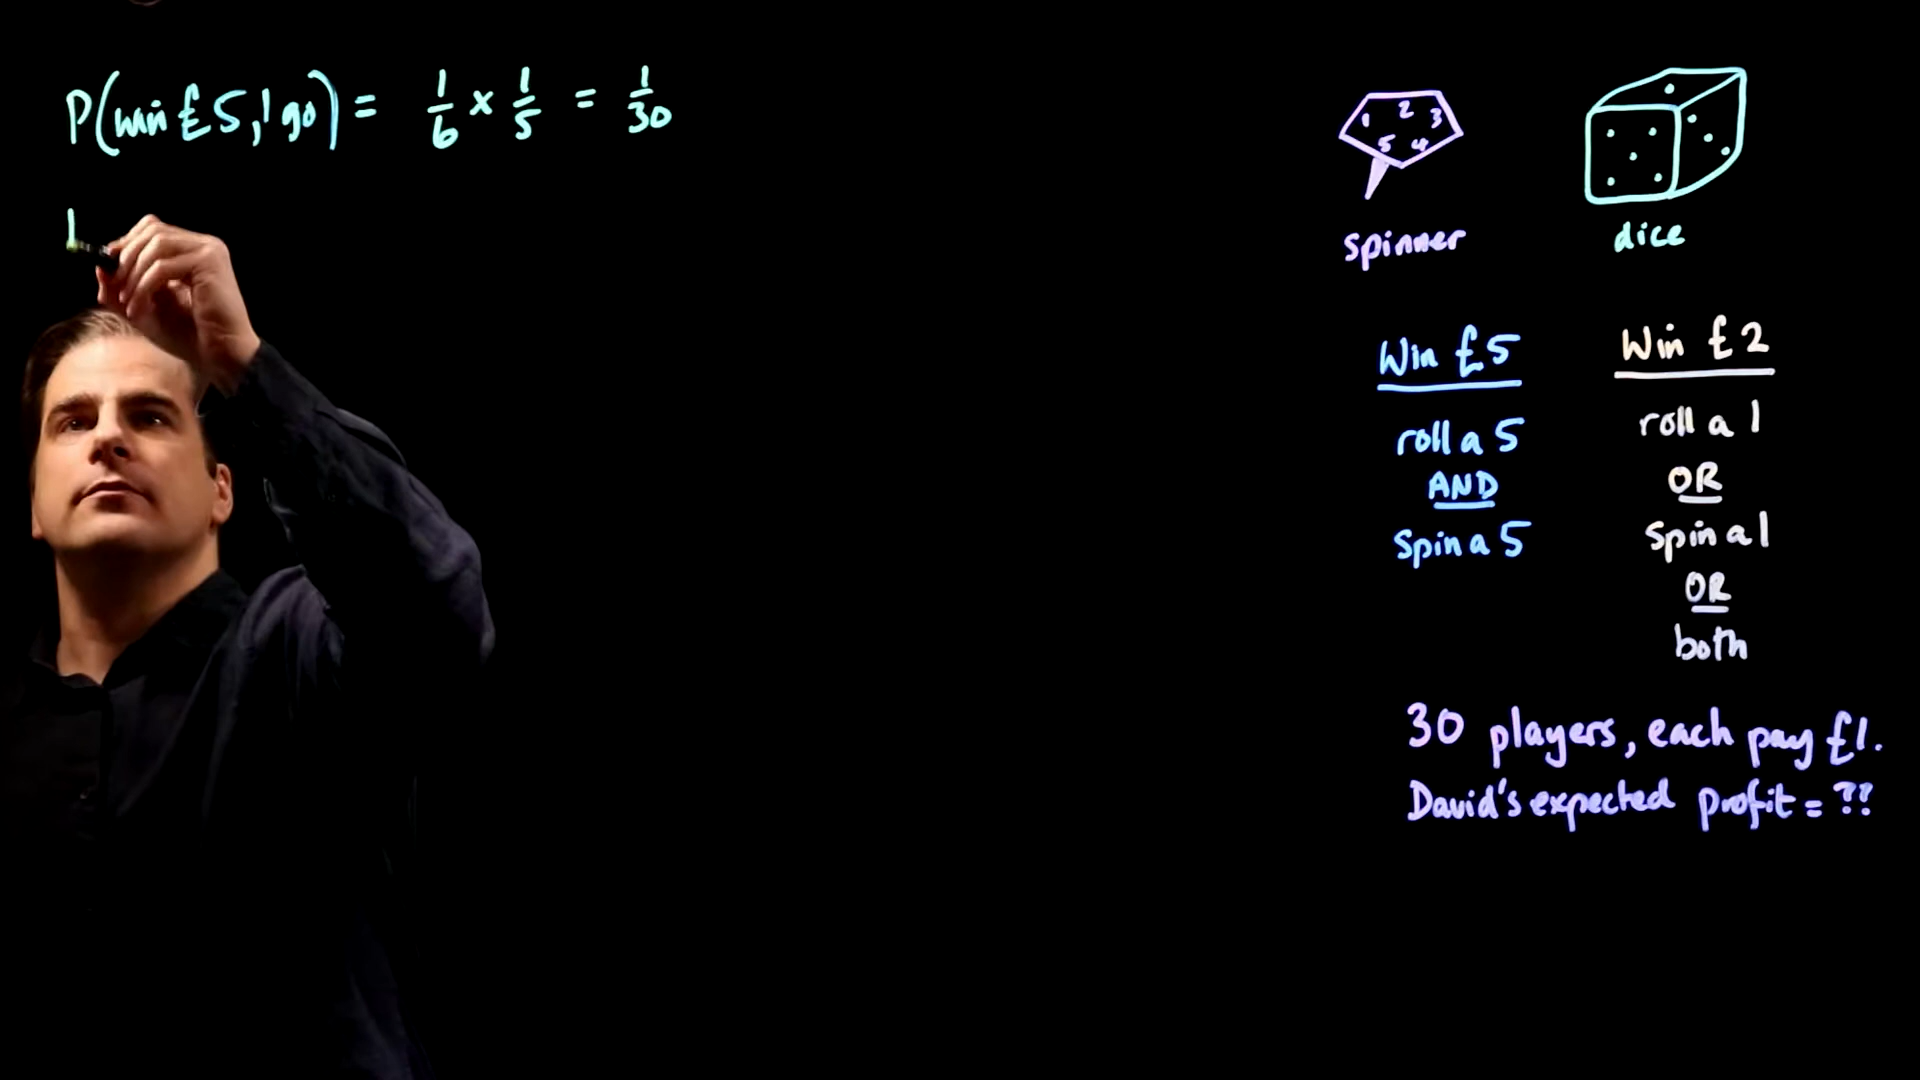 P(win £5, 1 go) = 1/6 × 1/5 = 1/30
1 2 3
5 4
spinner
dice
Win £5
roll a 5
AND
Spin a 5
Win £2
roll a 1
OR
Spin a 1
OR
both
30 players, each pay £1.
David's expected profit = ??